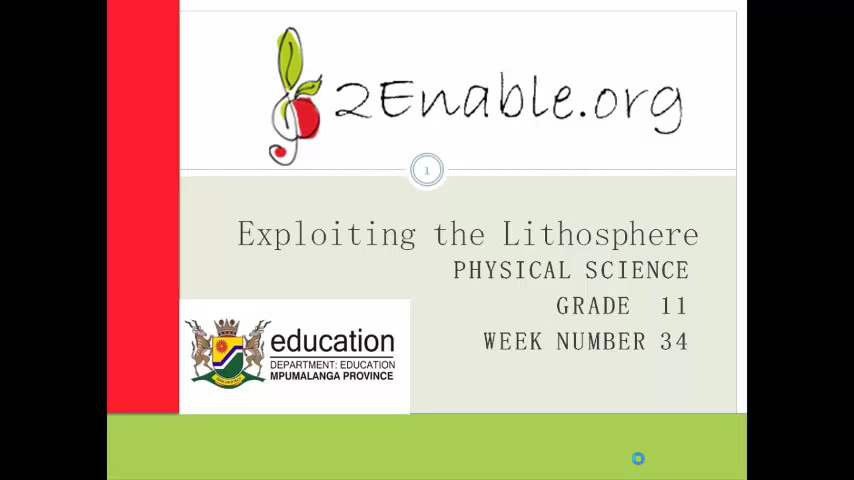 2Enable.org
1
Exploiting the Lithosphere
PHYSICAL SCIENCE
GRADE 11
WEEK NUMBER 34
education
DEPARTMENT: EDUCATION
MPUMALANGA PROVINCE